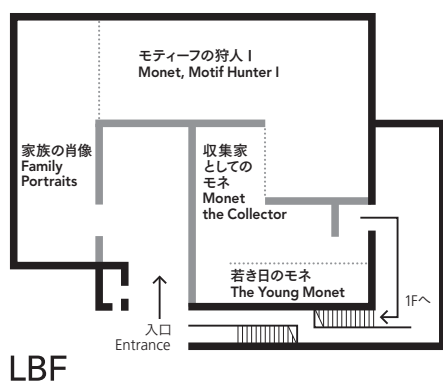 モティーフの狩人 I
Monet, Motif Hunter I
家族の肖像
Family
Portraits
収集家
としての
モネ
Monet
the Collector
若き日のモネ
The Young Monet
1Fへ
入口
Entrance
LBF